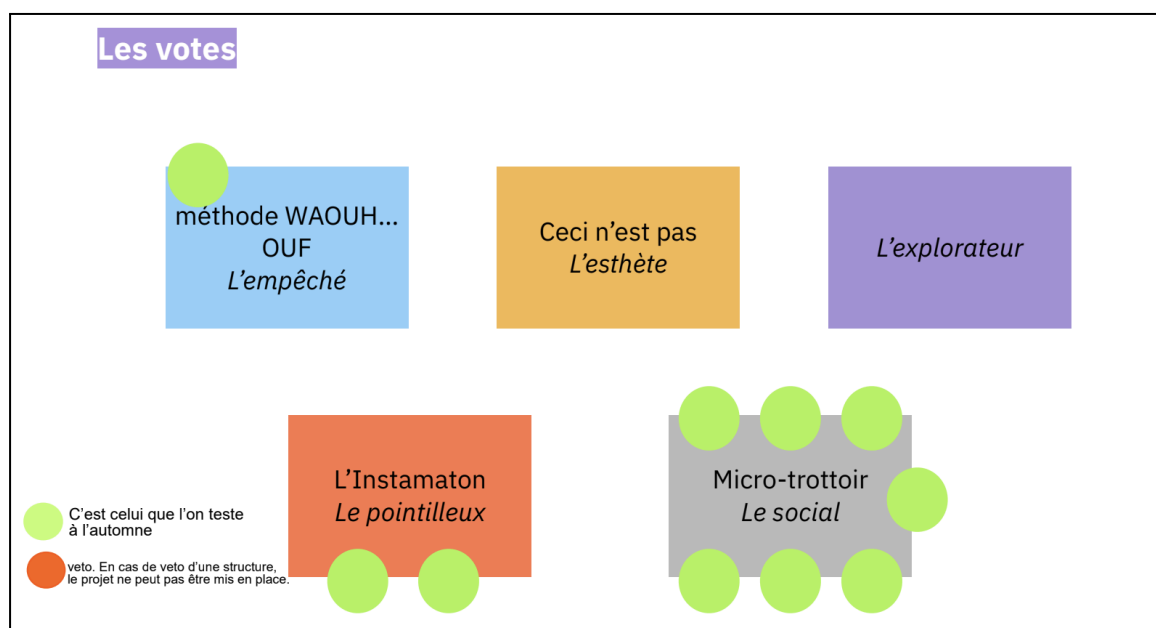 Les votes
méthode WAOUH...
OUF
L'empêché
Ceci n'est pas
L'esthète
L'explorateur
L'Instamaton
Le pointilleux
Micro-trottoir
Le social
C'est celui que l'on teste
à l'automne
veto. En cas de veto d'une structure,
le projet ne peut pas être mis en place.